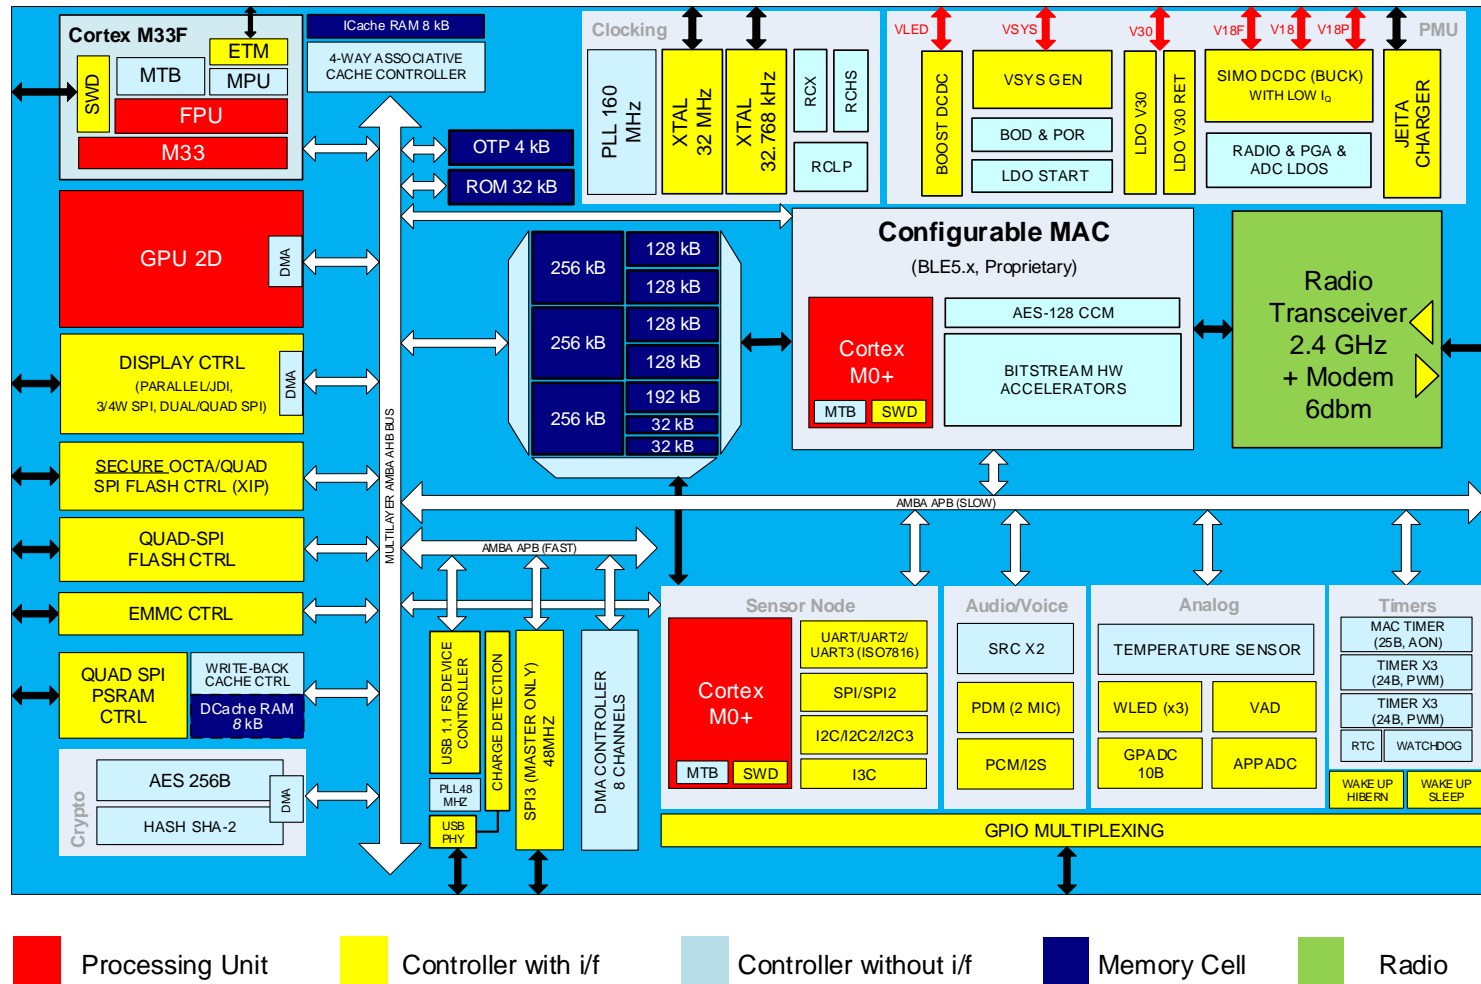 Cortex M33F
ETM
SWD
MTB
MPU
FPU
M33
ICache RAM 8 kB
4-WAY ASSOCIATIVE
CACHE CONTROLLER
OTP 4 kB
ROM 32 kB
Clocking
PLL 160
MHz
XTAL
32 MHz
XTAL
32.768 kHz
RCX
RCHS
RCLP
PMU
VLED
VSYS
V30
V18F
V18
V18P
BOOST DCDC
VSYS GEN
BOD & POR
LDO START
LDO V30
LDO V30 RET
SIMO DCDC (BUCK)
WITH LOW IQ
RADIO & PGA &
ADC LDOS
JEITA
CHARGER
GPU 2D
DMA
DISPLAY CTRL
(PARALLEL/JDI,
3/4W SPI, DUAL/QUAD SPI)
DMA
SECURE OCTA/QUAD
SPI FLASH CTRL (XIP)
QUAD-SPI
FLASH CTRL
EMMC CTRL
QUAD SPI
PSRAM
CTRL
WRITE-BACK
CACHE CTRL
DCache RAM
8 kB
Crypto
AES 256B
HASH SHA-2
DMA
MULTILAYER AMBA AHB BUS
256 kB
256 kB
256 kB
128 kB
128 kB
128 kB
128 kB
192 kB
32 kB
32 kB
Configurable MAC
(BLE5.x, Proprietary)
Cortex
M0+
MTB
SWD
AES-128 CCM
BITSTREAM HW
ACCELERATORS
Radio
Transceiver
2.4 GHz
+ Modem
6dbm
AMBA APB (SLOW)
AMBA APB (FAST)
USB 1.1 FS DEVICE
CONTROLLER
CHARGE DETECTION
PLL48
MHZ
USB
PHY
SPI3 (MASTER ONLY)
48MHZ
DMA CONTROLLER
8 CHANNELS
Sensor Node
Cortex
M0+
MTB
SWD
UART/UART2/
UART3 (ISO7816)
SPI/SPI2
I2C/I2C2/I2C3
I3C
Audio/Voice
SRC X2
PDM (2 MIC)
PCM/I2S
Analog
TEMPERATURE SENSOR
WLED (x3)
VAD
GPADC
10B
APP ADC
Timers
MAC TIMER
(25B, AON)
TIMER X3
(24B, PWM)
TIMER X3
(24B, PWM)
RTC
WATCHDOG
WAKE UP
HIBERN
WAKE UP
SLEEP
GPIO MULTIPLEXING
Processing Unit
Controller with i/f
Controller without i/f
Memory Cell
Radio